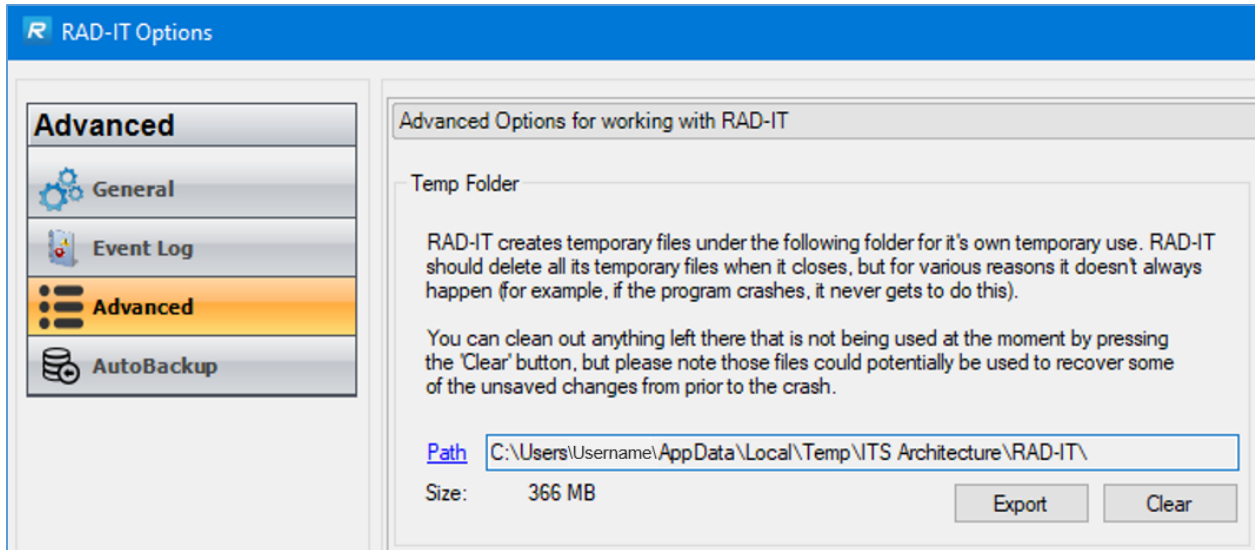 RAD-IT Options
Advanced
General
Event Log
Advanced
AutoBackup
Advanced Options for working with RAD-IT
Temp Folder
RAD-IT creates temporary files under the following folder for it's own temporary use. RAD-IT
should delete all its temporary files when it closes, but for various reasons it doesn't always
happen (for example, if the program crashes, it never gets to do this).
You can clean out anything left there that is not being used at the moment by pressing
the 'Clear' button, but please note those files could potentially be used to recover some
of the unsaved changes from prior to the crash.
Path C:\Users\Username\AppData\Local\Temp\ITS Architecture\RAD-IT\
Size: 366 MB
Export Clear